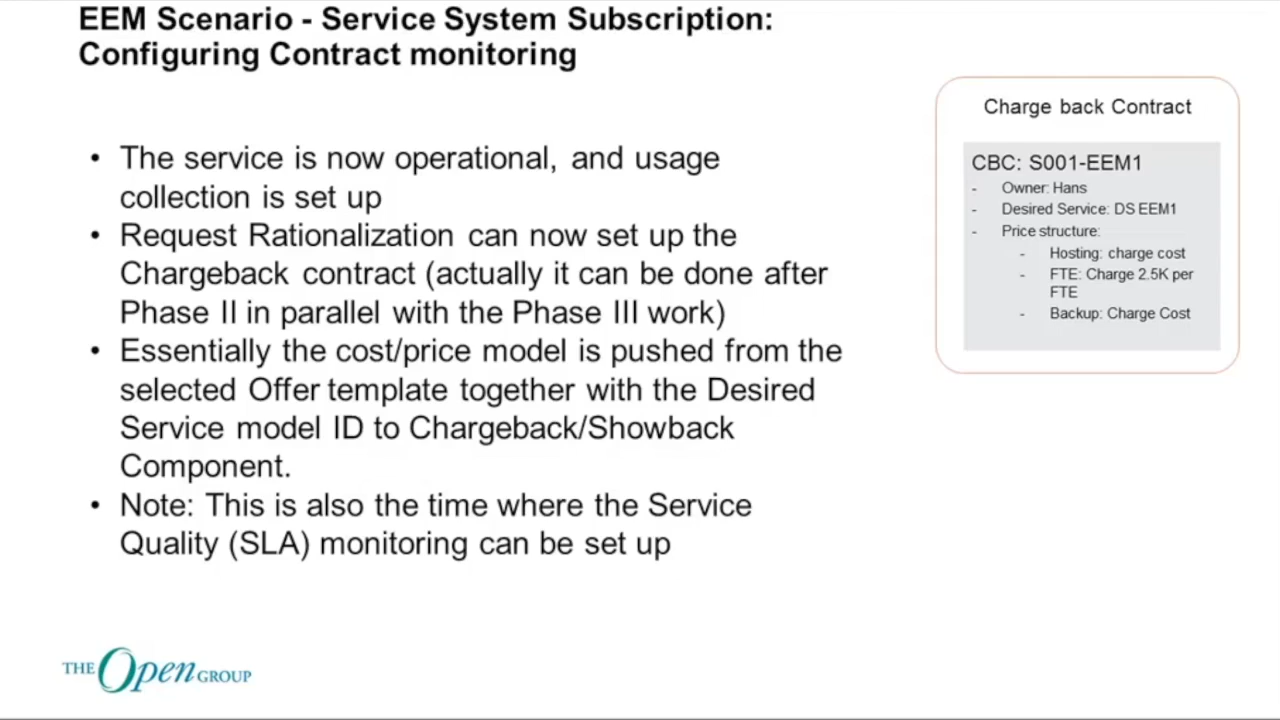 EEM Scenario - Service System Subscription:
Configuring Contract monitoring
• The service is now operational, and usage
collection is set up
• Request Rationalization can now set up the
Chargeback contract (actually it can be done after
Phase II in parallel with the Phase III work)
• Essentially the cost/price model is pushed from the
selected Offer template together with the Desired
Service model ID to Chargeback/Showback
Component.
• Note: This is also the time where the Service
Quality (SLA) monitoring can be set up
Charge back Contract
CBC: S001-EEM1
- Owner: Hans
- Desired Service: DS EEM1
- Price structure:
- Hosting: charge cost
- FTE: Charge 2.5K per
FTE
- Backup: Charge Cost
THE Open GROUP